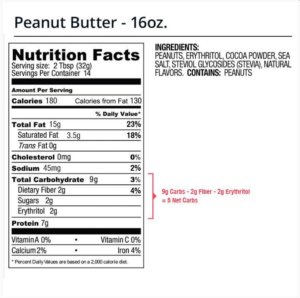 Peanut Butter - 16oz.
Nutrition Facts
Serving size: 2 Tbsp (32g)
Servings Per Container 14
Amount Per Serving
Calories 180 Calories from Fat 130
% Daily Value*
Total Fat 15g 23%
Saturated Fat 3.5g 18%
Trans Fat 0g
Cholesterol 0mg 0%
Sodium 45mg 2%
Total Carbohydrate 9g 3%
Dietary Fiber 2g 4%
Sugars 2g
Erythritol 2g
Protein 7g
Vitamin A 0% • Vitamin C 0%
Calcium 2% • Iron 4%
* Percent Daily Values are based on a 2,000 calorie diet.
INGREDIENTS:
PEANUTS, ERYTHRITOL, COCOA POWDER, SEA
SALT, STEVIOL GLYCOSIDES (STEVIA), NATURAL
FLAVORS. CONTAINS: PEANUTS
9g Carbs - 2g Fiber - 2g Erythritol
= 5 Net Carbs